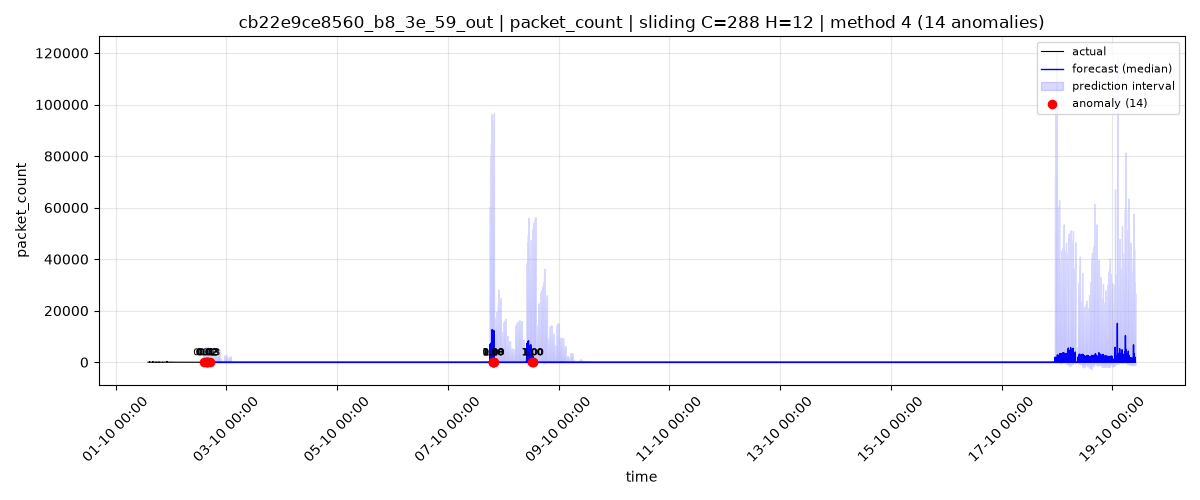 cb22e9ce8560_b8_3e_59_out | packet_count | sliding C=288 H=12 | method 4 (14 anomalies)
actual
forecast (median)
prediction interval
anomaly (14)
packet_count
120000
100000
80000
60000
40000
20000
0
01-10 00:00
03-10 00:00
05-10 00:00
07-10 00:00
09-10 00:00
11-10 00:00
13-10 00:00
15-10 00:00
17-10 00:00
19-10 00:00
time